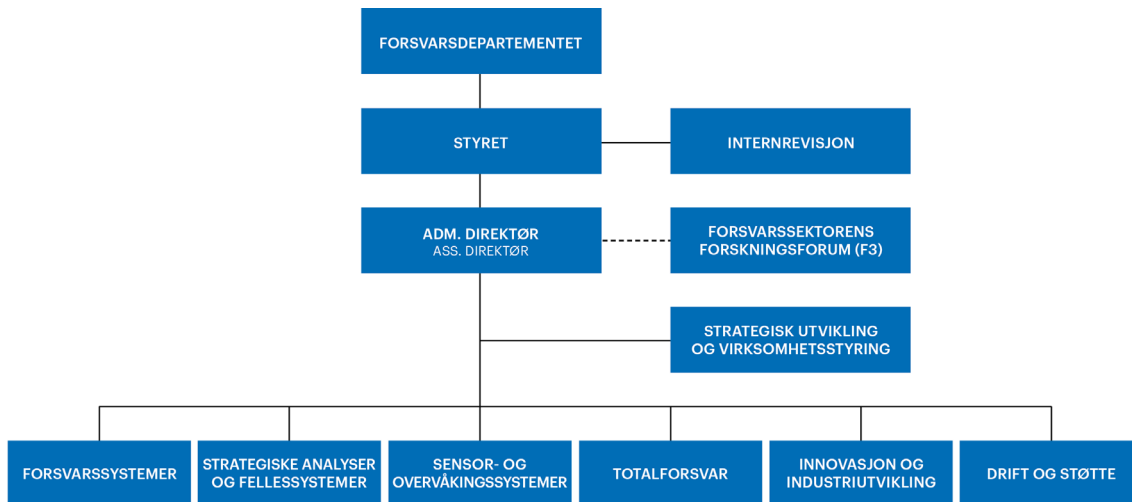 FORSVARSDEPARTEMENTET
STYRET
INTERNREVISJON
ADM. DIREKTØR
ASS. DIREKTØR
FORSVARSSEKTORENS
FORSKNINGSFORUM (F3)
STRATEGISK UTVIKLING
OG VIRKSOMHETSSTYRING
FORSVARSSYSTEMER
STRATEGISKE ANALYSER
OG FELLESSYSTEMER
SENSOR- OG
OVERVÅKINGSSYSTEMER
TOTALFORSVAR
INNOVASJON OG
INDUSTRIUTVIKLING
DRIFT OG STØTTE